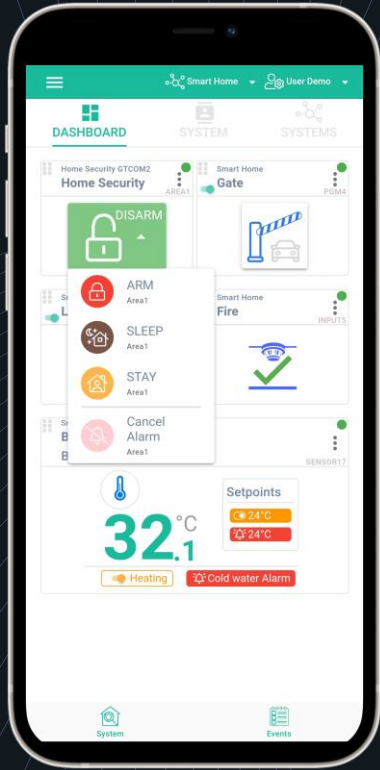 Smart Home
User Demo
DASHBOARD
SYSTEM
SYSTEMS
Home Security GTCOM2
Home Security
AREA1
Smart Home
Gate
PGM4
DISARM
ARM
Area1
SLEEP
Area1
STAY
Area1
Cancel
Alarm
Area1
Smart Home
Fire
INPUT5
SENSOR17
32.1 °C
Setpoints
24°C
24°C
Heating
Cold water Alarm
System
Events